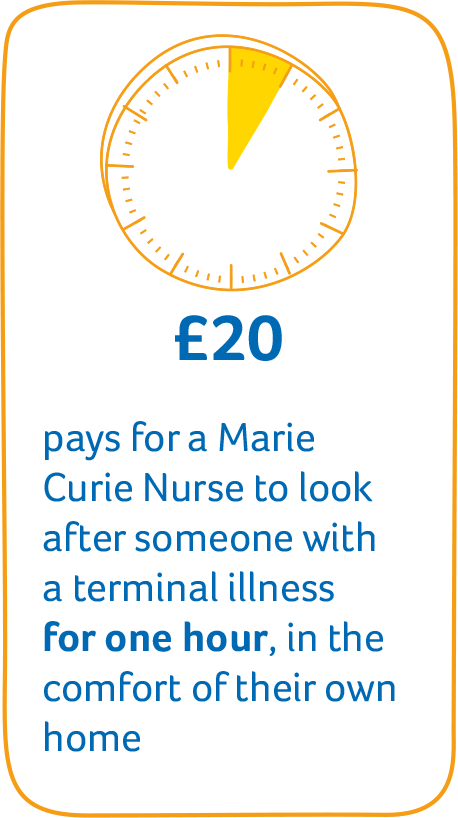 £20
pays for a Marie
Curie Nurse to look
after someone with
a terminal illness
for one hour, in the
comfort of their own
home